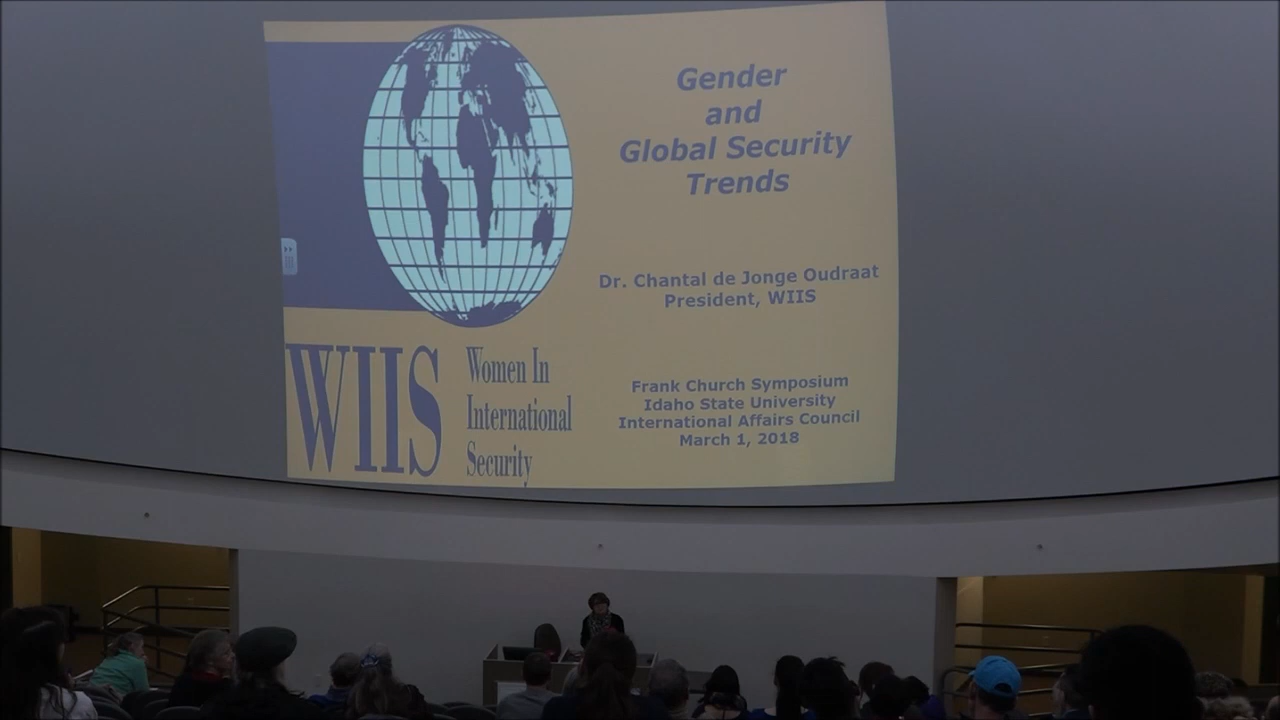 Gender
and
Global Security
Trends
Dr. Chantal de Jonge Oudraat
President, WIIS
WIIS
Women In
International
Security
Frank Church Symposium
Idaho State University
International Affairs Council
March 1, 2018